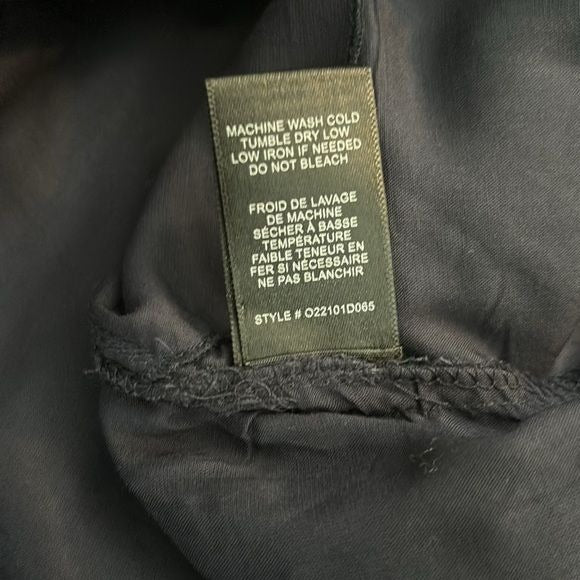 MACHINE WASH COLD
TUMBLE DRY LOW
LOW IRON IF NEEDED
DO NOT BLEACH
FROID DE LAVAGE
DE MACHINE
SÉCHER À BASSE
TEMPÉRATURE
FAIBLE TENEUR EN
FER SI NÉCESSAIRE
NE PAS BLANCHIR
STYLE # O22101D065